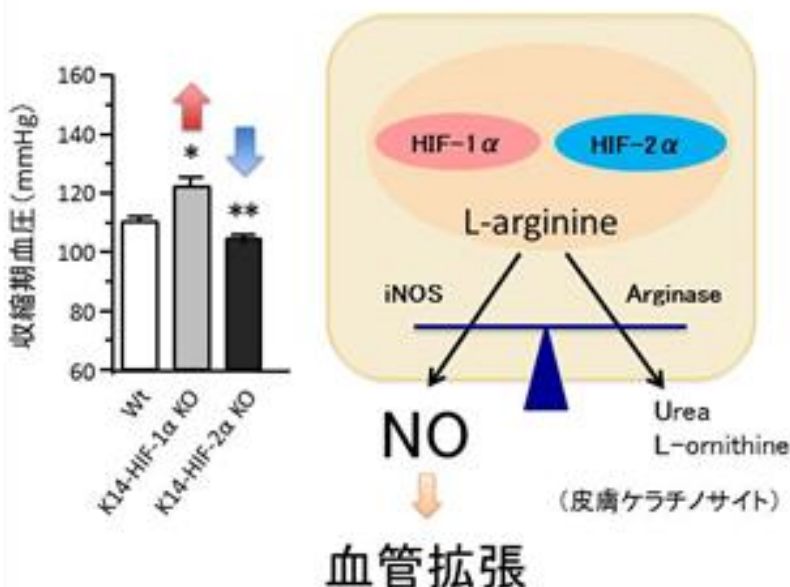 収縮期血圧(mmHg)
160
140
120
100
80
60
*
**
Wt
K14-HIF-1α KO
K14-HIF-2α KO
HIF-1α
HIF-2α
L-arginine
iNOS
Arginase
NO
Urea
L-ornithine
(皮膚ケラチノサイト)
血管拡張